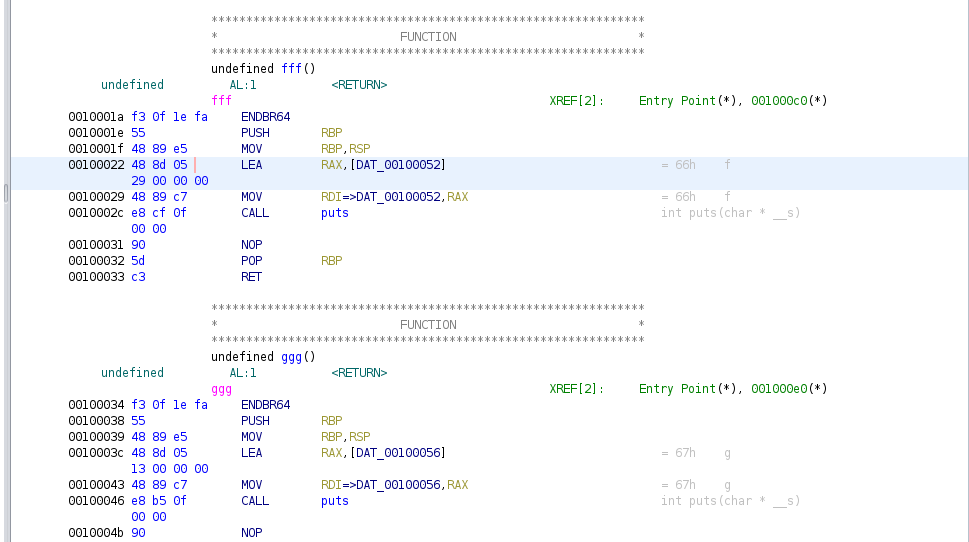 *************************************************************
* FUNCTION *
*************************************************************
undefined fff()
undefined AL:1 <RETURN>
fff XREF[2]: Entry Point(*), 001000c0(*)
0010001a f3 0f 1e fa ENDBR64
0010001e 55 PUSH RBP
0010001f 48 89 e5 MOV RBP,RSP
00100022 48 8d 05 LEA RAX,[DAT_00100052] = 66h f
29 00 00 00
00100029 48 89 c7 MOV RDI=>DAT_00100052,RAX = 66h f
0010002c e8 cf 0f CALL puts int puts(char * __s)
00 00
00100031 90 NOP
00100032 5d POP RBP
00100033 c3 RET
*************************************************************
* FUNCTION *
*************************************************************
undefined ggg()
undefined AL:1 <RETURN>
ggg XREF[2]: Entry Point(*), 001000e0(*)
00100034 f3 0f 1e fa ENDBR64
00100038 55 PUSH RBP
00100039 48 89 e5 MOV RBP,RSP
0010003c 48 8d 05 LEA RAX,[DAT_00100056] = 67h g
13 00 00 00
00100043 48 89 c7 MOV RDI=>DAT_00100056,RAX = 67h g
00100046 e8 b5 0f CALL puts int puts(char * __s)
00 00
0010004b 90 NOP